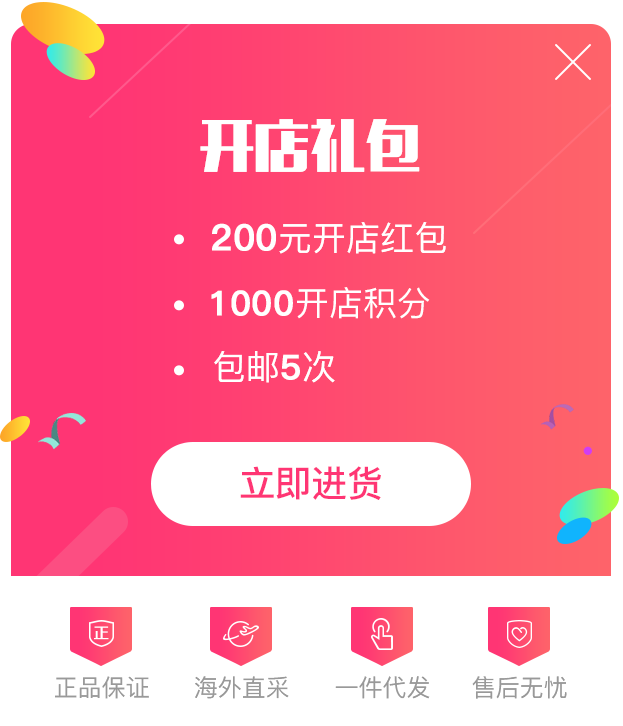 开店礼包
200元开店红包
1000开店积分
包邮5次
立即进货
正
正品保证 海外直采 一件代发 售后无忧